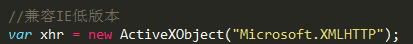 //兼容IE低版本
var xhr = new ActiveXObject("Microsoft.XMLHTTP");